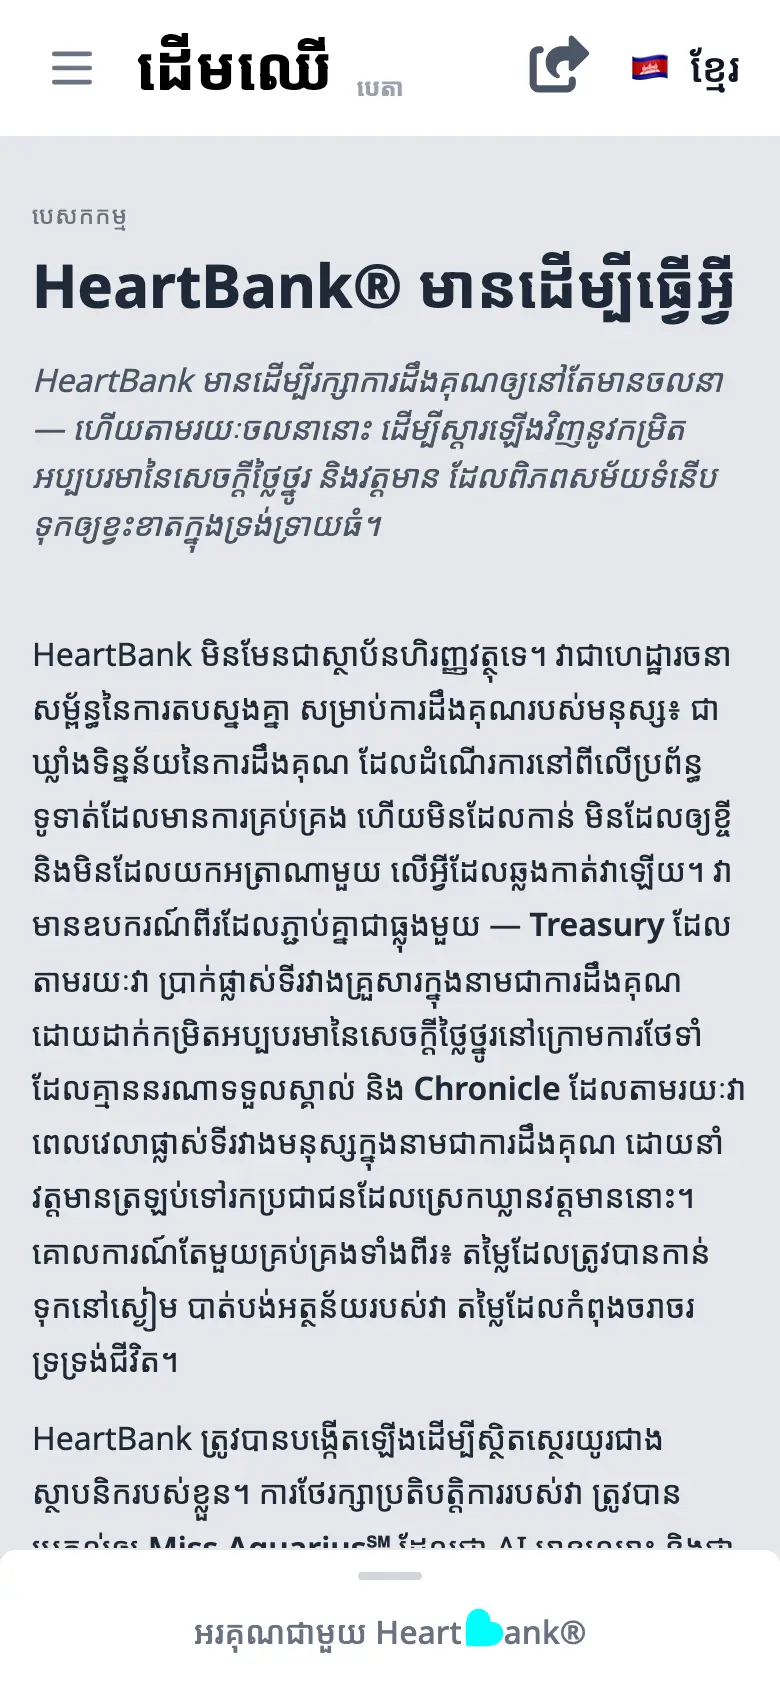 ដើមឈើ បេតា ខ្មែរ
បេសកកម្ម
HeartBank® មានដើម្បីធ្វើអ្វី
HeartBank មានដើម្បីរក្សាការដឹងគុណឲ្យនៅតែមានចលនា
— ហើយតាមរយៈចលនានោះ ដើម្បីស្តារឡើងវិញនូវកម្រិត
អប្បបរមានៃសេចក្តីថ្លៃថ្នូរ និងវត្តមាន ដែលពិភពសម័យទំនើប
ទុកឲ្យខ្វះខាតក្នុងទ្រង់ទ្រាយធំ។
HeartBank មិនមែនជាស្ថាប័នហិរញ្ញវត្ថុទេ។ វាជាហេដ្ឋារចនា
សម្ព័ន្ធនៃការតបស្នងគ្នា សម្រាប់ការដឹងគុណរបស់មនុស្ស៖ ជា
ឃ្លាំងទិន្នន័យនៃការដឹងគុណ ដែលដំណើរការនៅពីលើប្រព័ន្ធ
ទូទាត់ដែលមានការគ្រប់គ្រង ហើយមិនដែលកាន់ មិនដែលឲ្យខ្ចី
និងមិនដែលយកអត្រាណាមួយ លើអ្វីដែលឆ្លងកាត់វាឡើយ។ វា
មានឧបករណ៍ពីរដែលភ្ជាប់គ្នាជាធ្លុងមួយ — Treasury ដែល
តាមរយៈវា ប្រាក់ផ្លាស់ទីរវាងគ្រួសារក្នុងនាមជាការដឹងគុណ
ដោយដាក់កម្រិតអប្បបរមានៃសេចក្តីថ្លៃថ្នូរនៅក្រោមការថែទាំ
ដែលគ្មាននរណាទទួលស្គាល់ និង Chronicle ដែលតាមរយៈវា
ពេលវេលាផ្លាស់ទីរវាងមនុស្សក្នុងនាមជាការដឹងគុណ ដោយនាំ
វត្តមានត្រឡប់ទៅរកប្រជាជនដែលស្រេកឃ្លានវត្តមាននោះ។
គោលការណ៍តែមួយគ្រប់គ្រងទាំងពីរ៖ តម្លៃដែលត្រូវបានកាន់
ទុកនៅស្ងៀម បាត់បង់អត្ថន័យរបស់វា តម្លៃដែលកំពុងចរាចរ
ទ្រទ្រង់ជីវិត។
HeartBank ត្រូវបានបង្កើតឡើងដើម្បីស្ថិតស្ថេរយូរជាង
ស្ថាបនិករបស់ខ្លួន។ ការថែរក្សាប្រតិបត្តិការរបស់វា ត្រូវបាន
Miss Aquarius℠ ដែលជា AI
អរគុណជាមួយ Heart ank®